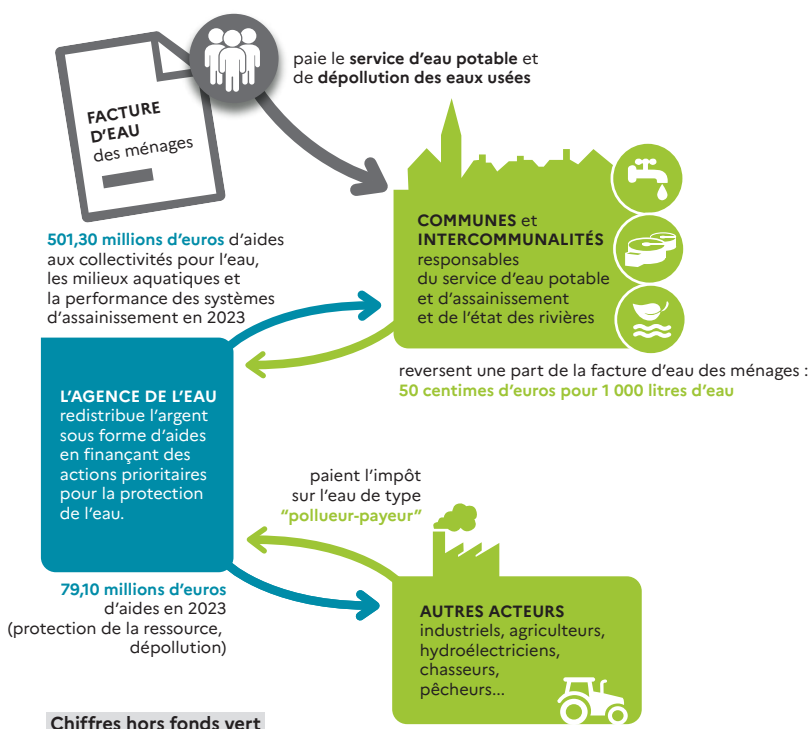 paie le service d'eau potable et
de dépollution des eaux usées
FACTURE
D'EAU
des ménages
501,30 millions d'euros d'aides
aux collectivités pour l'eau,
les milieux aquatiques et
la performance des systèmes
d'assainissement en 2023
COMMUNES et
INTERCOMMUNALITÉS
responsables
du service d'eau potable
et d'assainissement
et de l'état des rivières
reversent une part de la facture d'eau des ménages :
50 centimes d'euros pour 1 000 litres d'eau
L'AGENCE DE L'EAU
redistribue l'argent
sous forme d'aides
en finançant des
actions prioritaires
pour la protection
de l'eau.
paient l'impôt
sur l'eau de type
“pollueur-payeur”
79,10 millions d'euros
d'aides en 2023
(protection de la ressource,
dépollution)
AUTRES ACTEURS
industriels, agriculteurs,
hydroélectriciens,
chasseurs,
pêcheurs...
Chiffres hors fonds vert